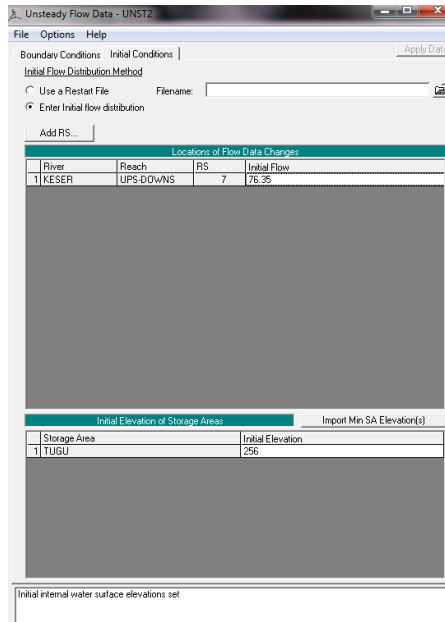 Unsteady Flow Data - UNST2
File Options Help
Boundary Conditions Initial Conditions Apply Data
Initial Flow Distribution Method
Use a Restart File Filename:
Enter Initial flow distribution
Add RS...
Locations of Flow Data Changes
River Reach RS Initial Flow
1 KESER UPS-DOWNS 7 76.35
Initial Elevation of Storage Areas Import Min SA Elevation(s)
Storage Area Initial Elevation
1 TUGU 256
Initial internal water surface elevations set